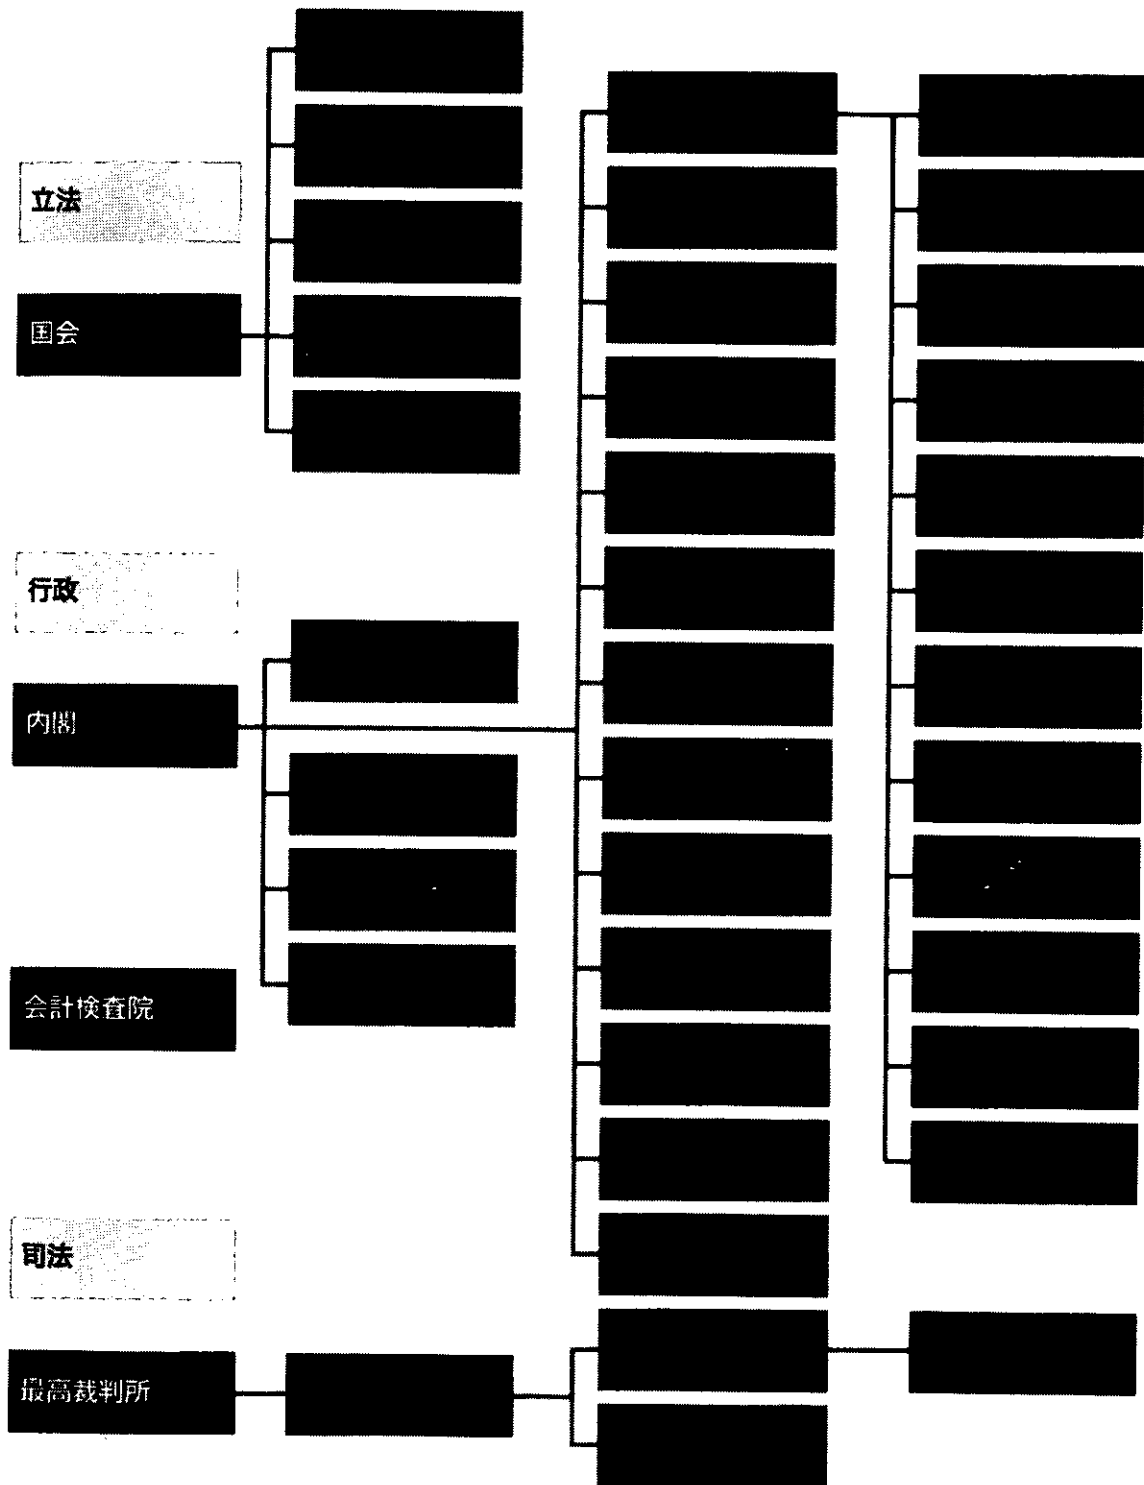 立法
国会
行政
内閣
会計検査院
司法
最高裁判所